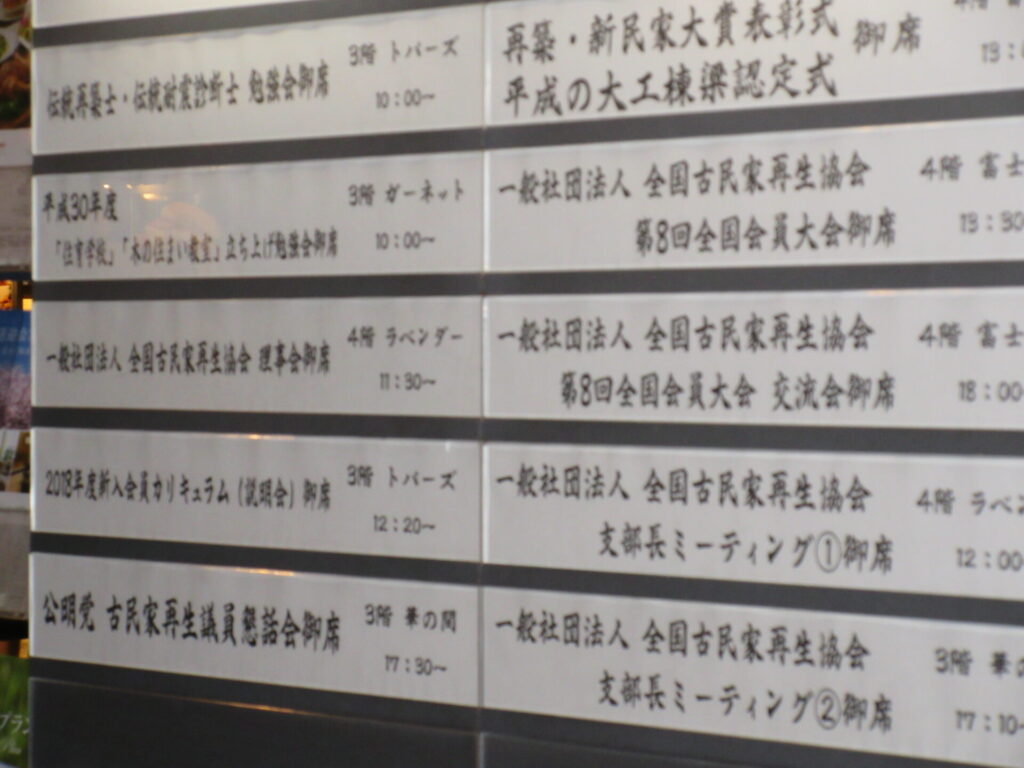 伝統再築士・伝統耐震診断士 勉強会御席
3階 トパーズ
10:00～
平成30年度
「住育学校」「木の住まい教室」立ち上げ勉強会御席
3階 ガーネット
10:00～
一般社団法人 全国古民家再生協会 理事会御席
4階 ラベンダー
11:30～
2018年度新入会員カリキュラム(説明会)御席
3階 トパーズ
12:20～
公明党 古民家再生議員懇話会御席
3階 華の間
17:30～
再築・新民家大賞表彰式
平成の大工棟梁認定式
御席
一般社団法人 全国古民家再生協会
第8回全国会員大会御席
4階 富士
13:30
一般社団法人 全国古民家再生協会
第8回全国会員大会 交流会御席
4階 富士
18:00
一般社団法人 全国古民家再生協会
支部長ミーティング①御席
4階 ラベン
12:00
一般社団法人 全国古民家再生協会
支部長ミーティング②御席
3階 華
17:10
プラン